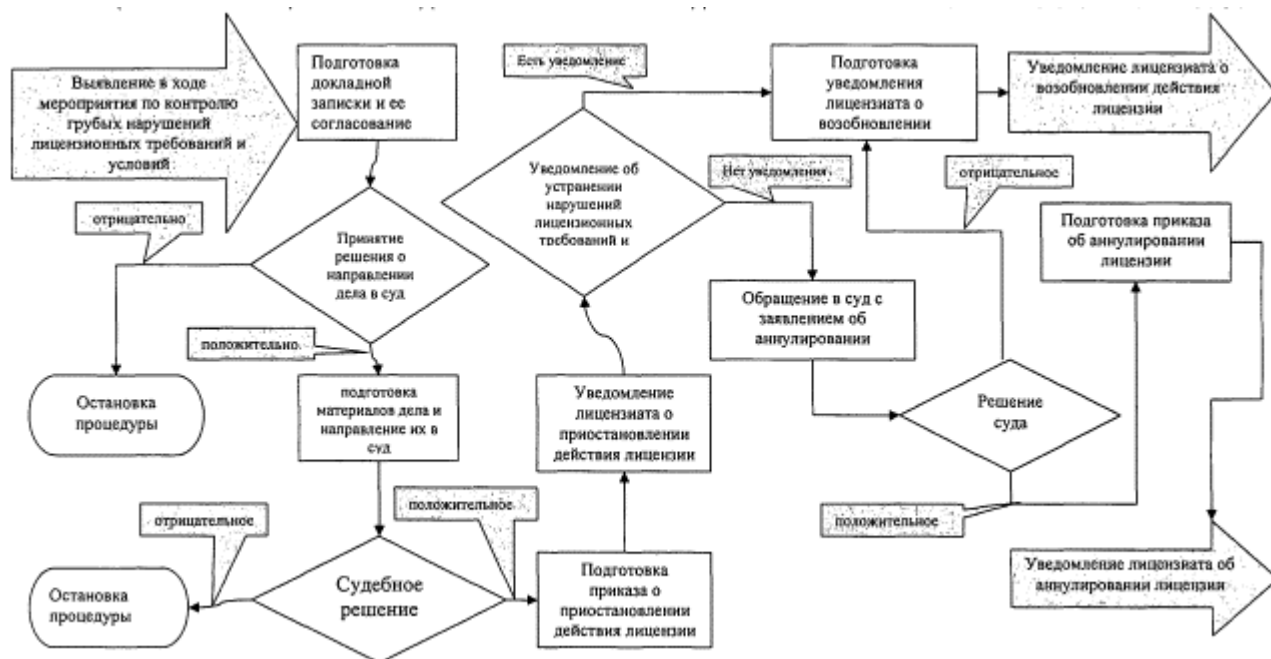 Выявление в ходе
мероприятия по контролю
грубых нарушений
лицензионных требований и
условий
Подготовка
докладной
записки и ее
согласование
Есть уведомление
Подготовка
уведомления
лицензиата о
возобновлении
Уведомление лицензиата о
возобновлении действия
лицензии
отрицательно
Принятие
решения о
направлении
дела в суд
Уведомление об
устранении
нарушений
лицензионных
требований и
Нет уведомления
отрицательное
Подготовка приказа
об аннулировании
лицензии
положительно
Обращение в суд с
заявлением об
аннулировании
Остановка
процедуры
подготовка
материалов дела и
направление их в
суд
Уведомление
лицензиата о
приостановлении
действия лицензии
Решение
суда
отрицательное
положительное
положительное
Остановка
процедуры
Судебное
решение
Подготовка
приказа о
приостановлении
действия лицензии
Уведомление лицензиата об
аннулировании лицензии